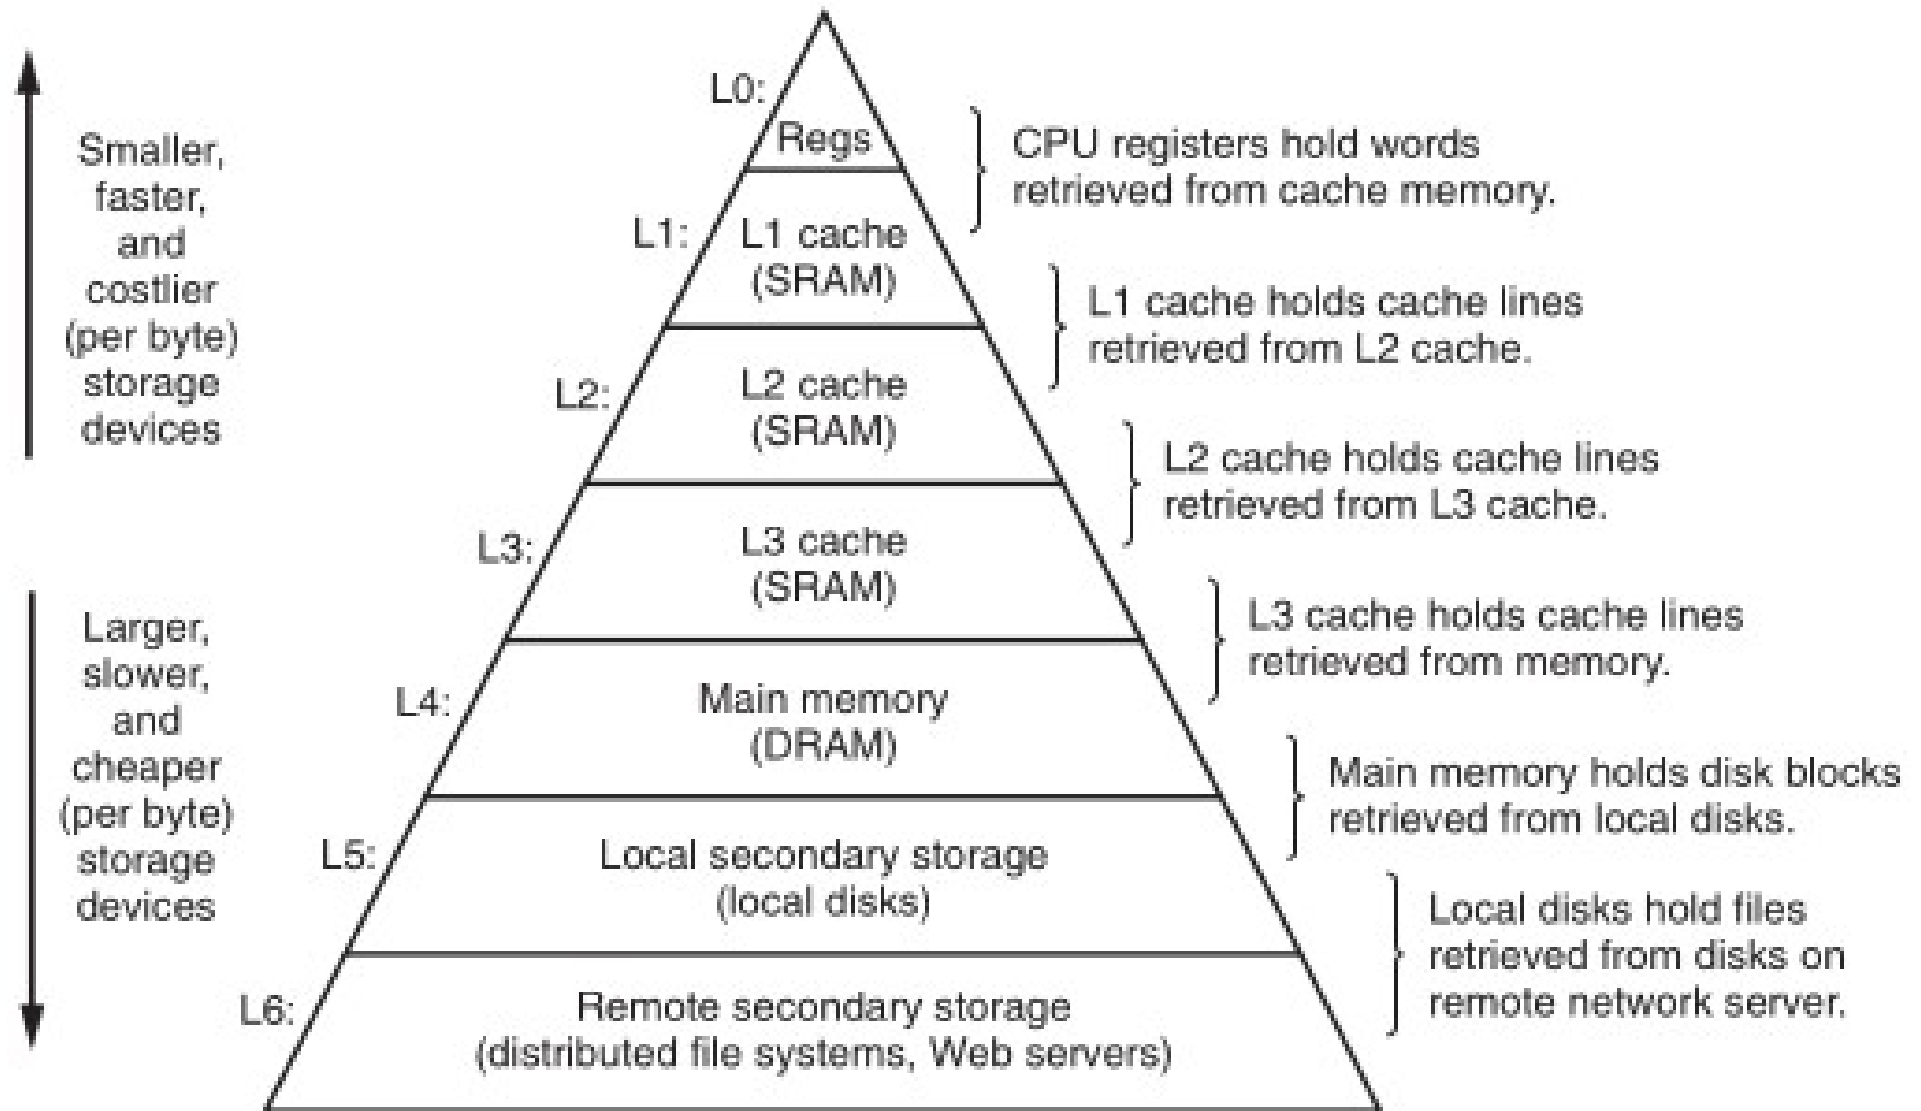 Smaller,
faster,
and
costlier
(per byte)
storage
devices
Larger,
slower,
and
cheaper
(per byte)
storage
devices
L0:
Regs
CPU registers hold words
retrieved from cache memory.
L1:
L1 cache
(SRAM)
L1 cache holds cache lines
retrieved from L2 cache.
L2:
L2 cache
(SRAM)
L2 cache holds cache lines
retrieved from L3 cache.
L3:
L3 cache
(SRAM)
L3 cache holds cache lines
retrieved from memory.
L4:
Main memory
(DRAM)
Main memory holds disk blocks
retrieved from local disks.
L5:
Local secondary storage
(local disks)
Local disks hold files
retrieved from disks on
remote network server.
L6:
Remote secondary storage
(distributed file systems, Web servers)